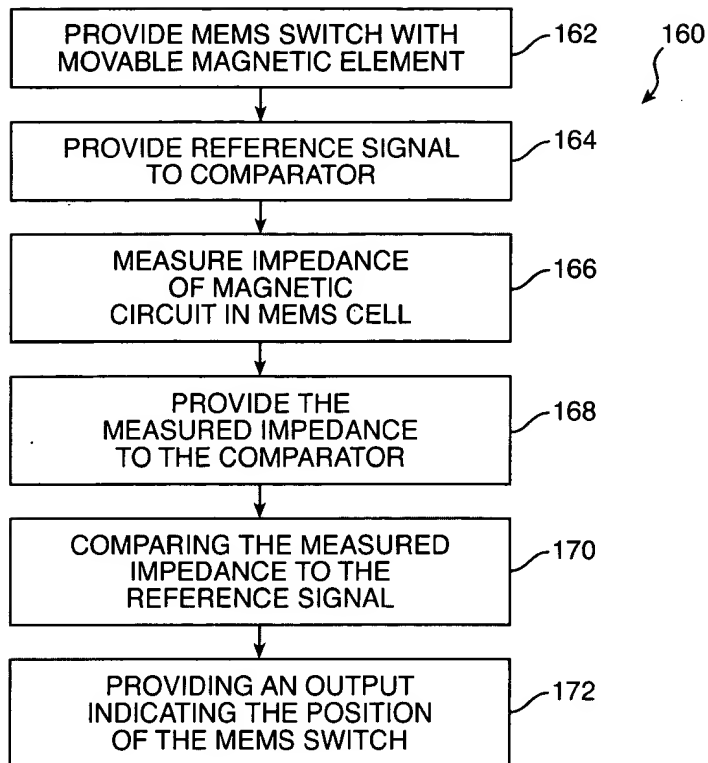 PROVIDE MEMS SWITCH WITH
MOVABLE MAGNETIC ELEMENT
162
160
PROVIDE REFERENCE SIGNAL
TO COMPARATOR
164
MEASURE IMPEDANCE
OF MAGNETIC
CIRCUIT IN MEMS CELL
166
PROVIDE THE
MEASURED IMPEDANCE
TO THE COMPARATOR
168
COMPARING THE MEASURED
IMPEDANCE TO THE
REFERENCE SIGNAL
170
PROVIDING AN OUTPUT
INDICATING THE POSITION
OF THE MEMS SWITCH
172